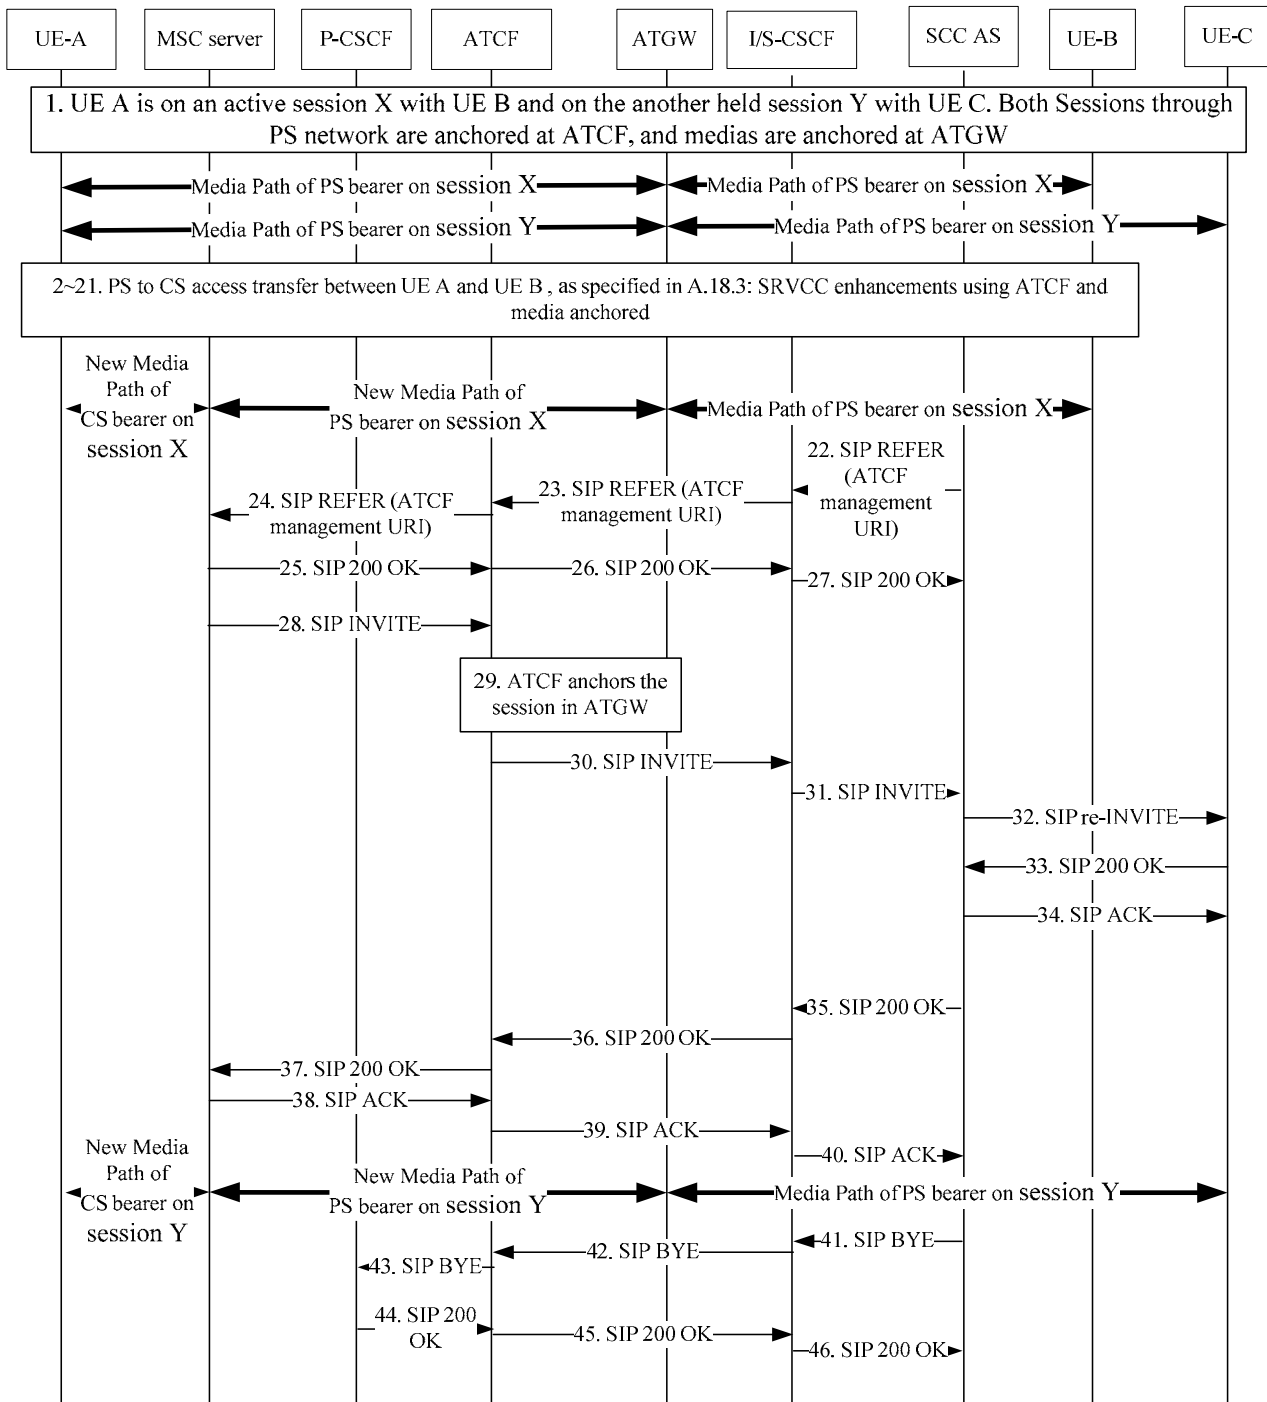 UE-A
MSC server
P-CSCF
ATCF
ATGW
I/S-CSCF
SCC AS
UE-B
UE-C
1. UE A is on an active session X with UE B and on the another held session Y with UE C. Both Sessions through
PS network are anchored at ATCF, and medias are anchored at ATGW
Media Path of PS bearer on session X
Media Path of PS bearer on session X
Media Path of PS bearer on session Y
Media Path of PS bearer on session Y
2~21. PS to CS access transfer between UE A and UE B , as specified in A.18.3: SRVCC enhancements using ATCF and
media anchored
New Media
Path of
CS bearer on
session X
New Media Path of
PS bearer on session X
Media Path of PS bearer on session X
22. SIP REFER
(ATCF
management
URI)
23. SIP REFER (ATCF
management URI)
24. SIP REFER (ATCF
management URI)
25. SIP 200 OK
26. SIP 200 OK
27. SIP 200 OK
28. SIP INVITE
29. ATCF anchors the
session in ATGW
30. SIP INVITE
31. SIP INVITE
32. SIP re-INVITE
33. SIP 200 OK
34. SIP ACK
35. SIP 200 OK
36. SIP 200 OK
37. SIP 200 OK
38. SIP ACK
39. SIP ACK
40. SIP ACK
New Media
Path of
CS bearer on
session Y
New Media Path of
PS bearer on session Y
Media Path of PS bearer on session Y
41. SIP BYE
42. SIP BYE
43. SIP BYE
44. SIP 200
OK
45. SIP 200 OK
46. SIP 200 OK